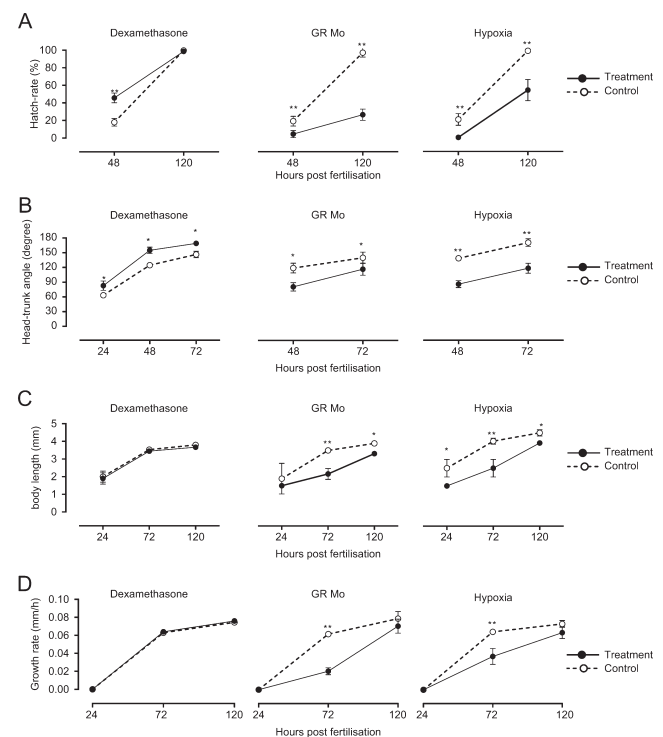 A
Dexamethasone GR Mo Hypoxia
Hatch-rate (%)
100
80
60
40
20
0
** ** ** ** **
48 120 48 120 48 120
Hours post fertilisation
Treatment
Control
B
Dexamethasone GR Mo Hypoxia
Head-trunk angle (degree)
180
150
120
90
60
30
0
* * * * * ** **
24 48 72 48 72 48 72
Hours post fertilisation
Treatment
Control
C
Dexamethasone GR Mo Hypoxia
body length (mm)
5
4
3
2
1
0
** * * ** *
24 72 120 24 72 120 24 72 120
Hours post fertilisation
Treatment
Control
D
Dexamethasone GR Mo Hypoxia
Growth rate (mm/h)
0.10
0.08
0.06
0.04
0.02
0.00
** **
24 72 120 24 72 120 24 72 120
Hours post fertilisation
Treatment
Control